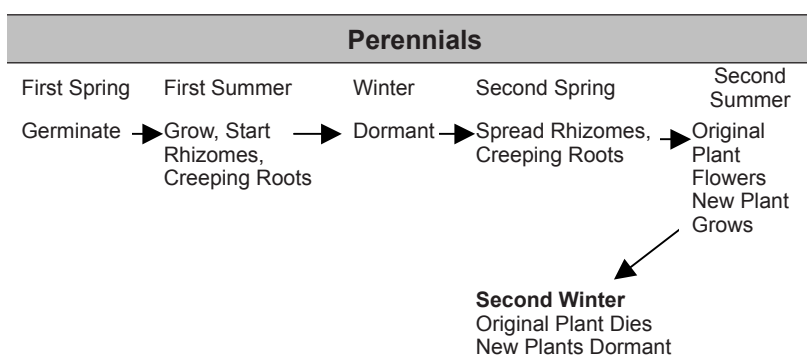 Perennials
First Spring
First Summer
Winter
Second Spring
Second
Summer
Germinate
Grow, Start
Rhizomes,
Creeping Roots
Dormant
Spread Rhizomes,
Creeping Roots
Original
Plant
Flowers
New Plant
Grows
Second Winter
Original Plant Dies
New Plants Dormant